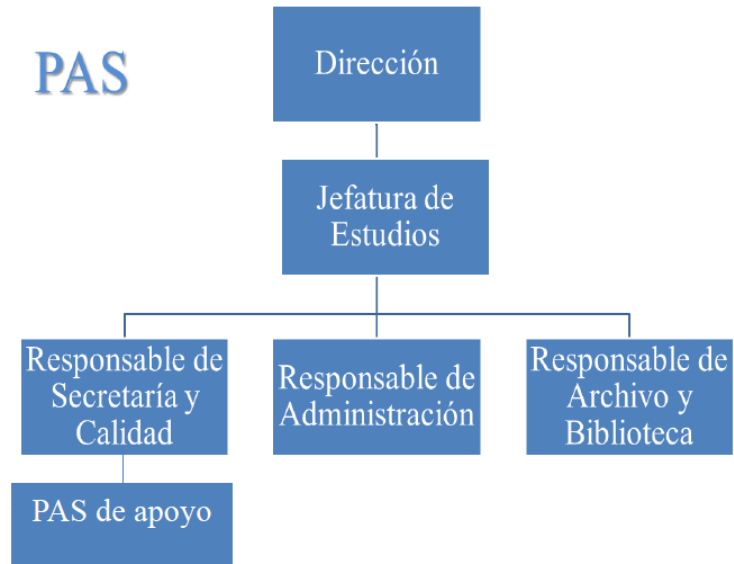 PAS
Dirección
Jefatura de
Estudios
Responsable de
Secretaría y
Calidad
Responsable de
Administración
Responsable de
Archivo y
Biblioteca
PAS de apoyo